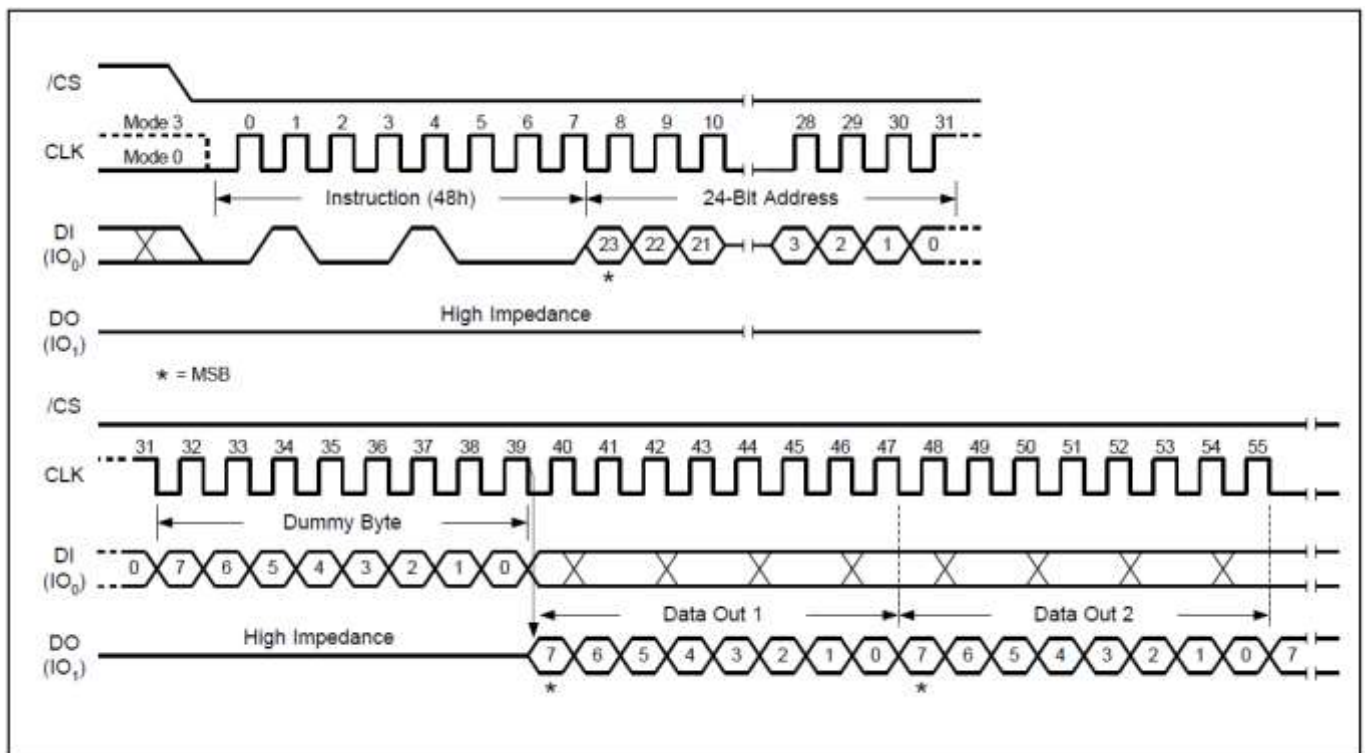 /CS
Mode 3 0 1 2 3 4 5 6 7 8 9 10 28 29 30 31
CLK
Mode 0
Instruction (48h) 24-Bit Address
DI
(IO0) 23 22 21 3 2 1 0
*
DO High Impedance
(IO1)
* = MSB
/CS
31 32 33 34 35 36 37 38 39 40 41 42 43 44 45 46 47 48 49 50 51 52 53 54 55
CLK
Dummy Byte
DI
(IO0) 0 7 6 5 4 3 2 1 0
Data Out 1 Data Out 2
DO High Impedance
(IO1) 7 6 5 4 3 2 1 0 7 6 5 4 3 2 1 0 7
* *